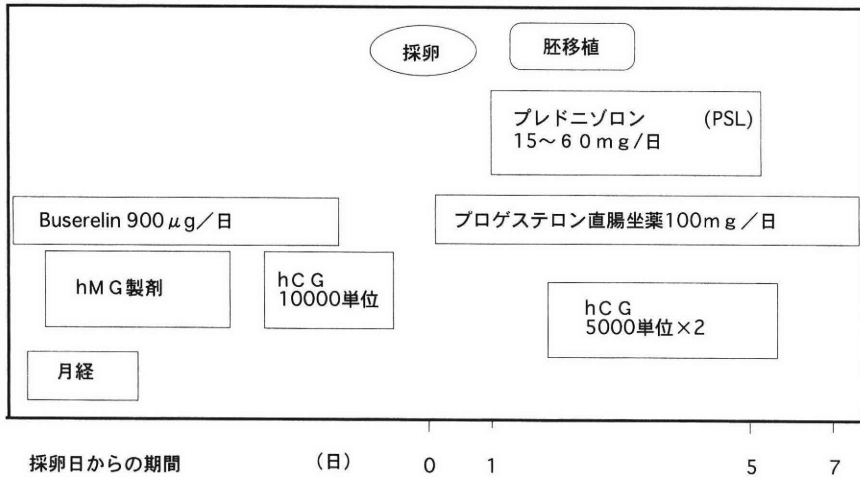 採卵
胚移植
プレドニゾロン (PSL)
15〜６０mg/日
Buserelin 900μg／日
プロゲステロン直腸坐薬100mg／日
hMG製剤
hCG
10000単位
hCG
5000単位×2
月経
採卵日からの期間 （日） 0 1 5 7